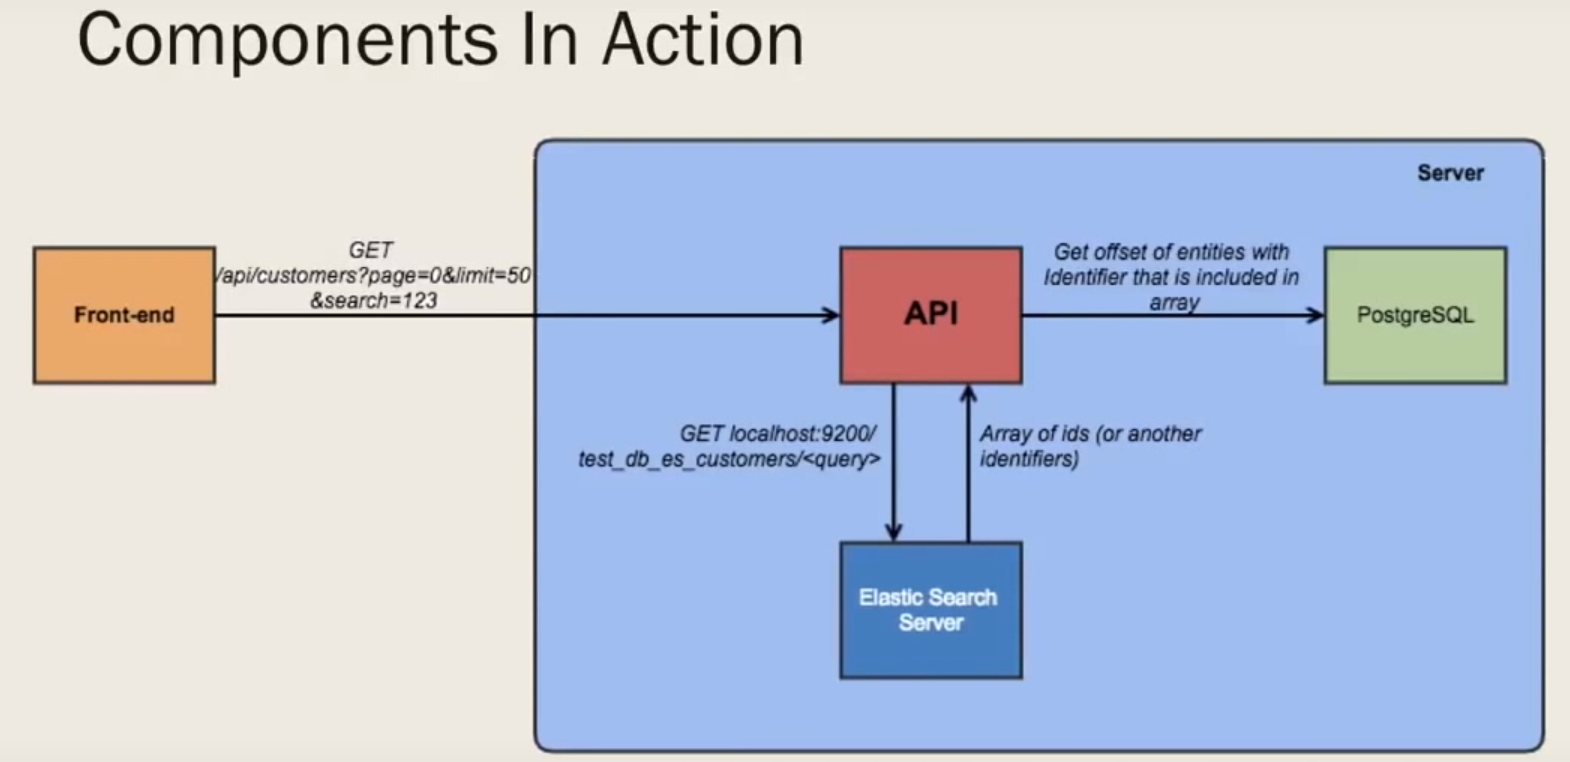 Components In Action
Server
GET
/api/customers?page=0&limit=50
&search=123
Front-end
API
Get offset of entities with
Identifier that is included in
array
PostgreSQL
GET localhost:9200/
test_db_es_customers/<query>
Array of ids (or another
identifiers)
Elastic Search
Server